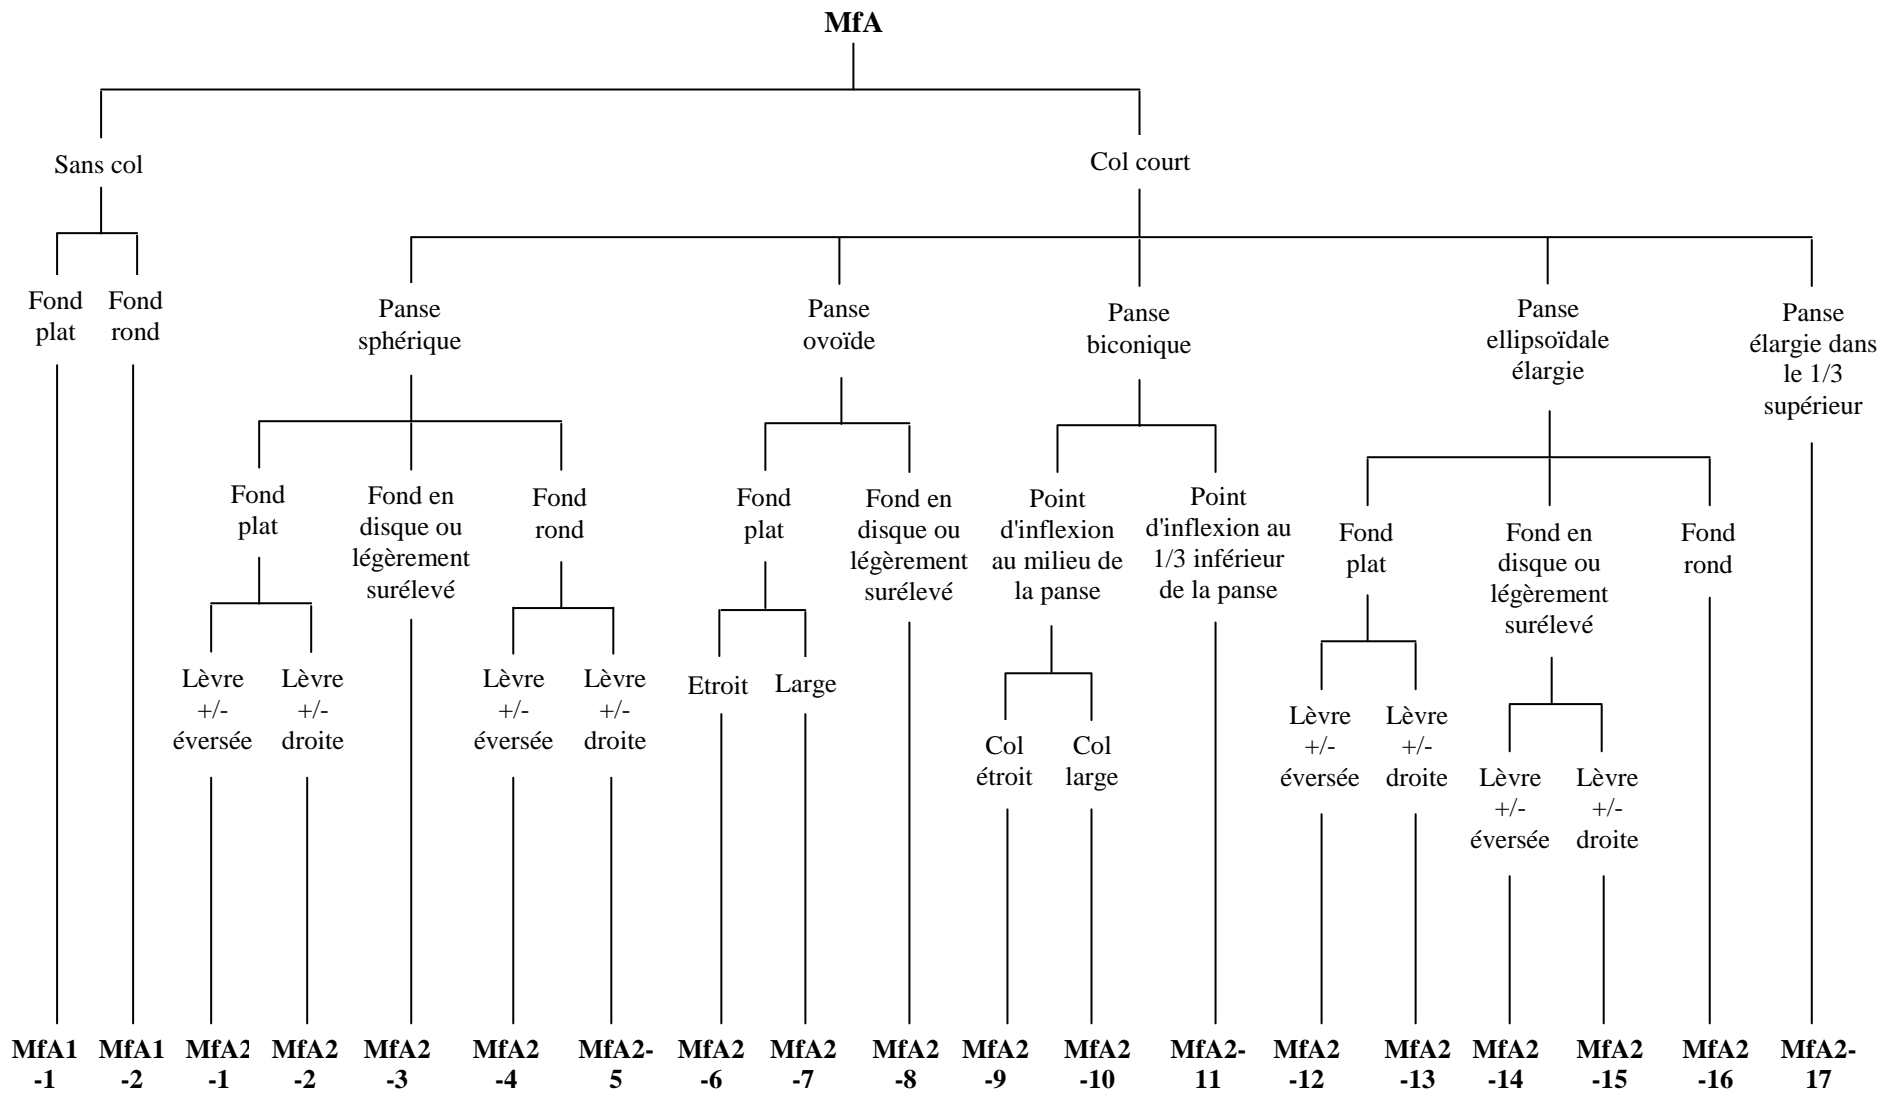 MfA
Sans col
Col court
Fond
plat
Fond
rond
Panse
sphérique
Panse
ovoïde
Panse
biconique
Panse
ellipsoïdale
élargie
Panse
élargie dans
le 1/3
supérieur
Fond
plat
Fond en
disque ou
légèrement
surélevé
Fond
rond
Fond
plat
Fond en
disque ou
légèrement
surélevé
Point
d'inflexion
au milieu de
la panse
Point
d'inflexion au
1/3 inférieur
de la panse
Fond
plat
Fond en
disque ou
légèrement
surélevé
Fond
rond
Lèvre
+/-
éversée
Lèvre
+/-
droite
Lèvre
+/-
éversée
Lèvre
+/-
droite
Etroit
Large
Col
étroit
Col
large
Lèvre
+/-
éversée
Lèvre
+/-
droite
Lèvre
+/-
éversée
Lèvre
+/-
droite
MfA1
-1
MfA1
-2
MfA2
-1
MfA2
-2
MfA2
-3
MfA2
-4
MfA2-
5
MfA2
-6
MfA2
-7
MfA2
-8
MfA2
-9
MfA2
-10
MfA2-
11
MfA2
-12
MfA2
-13
MfA2
-14
MfA2
-15
MfA2
-16
MfA2-
17